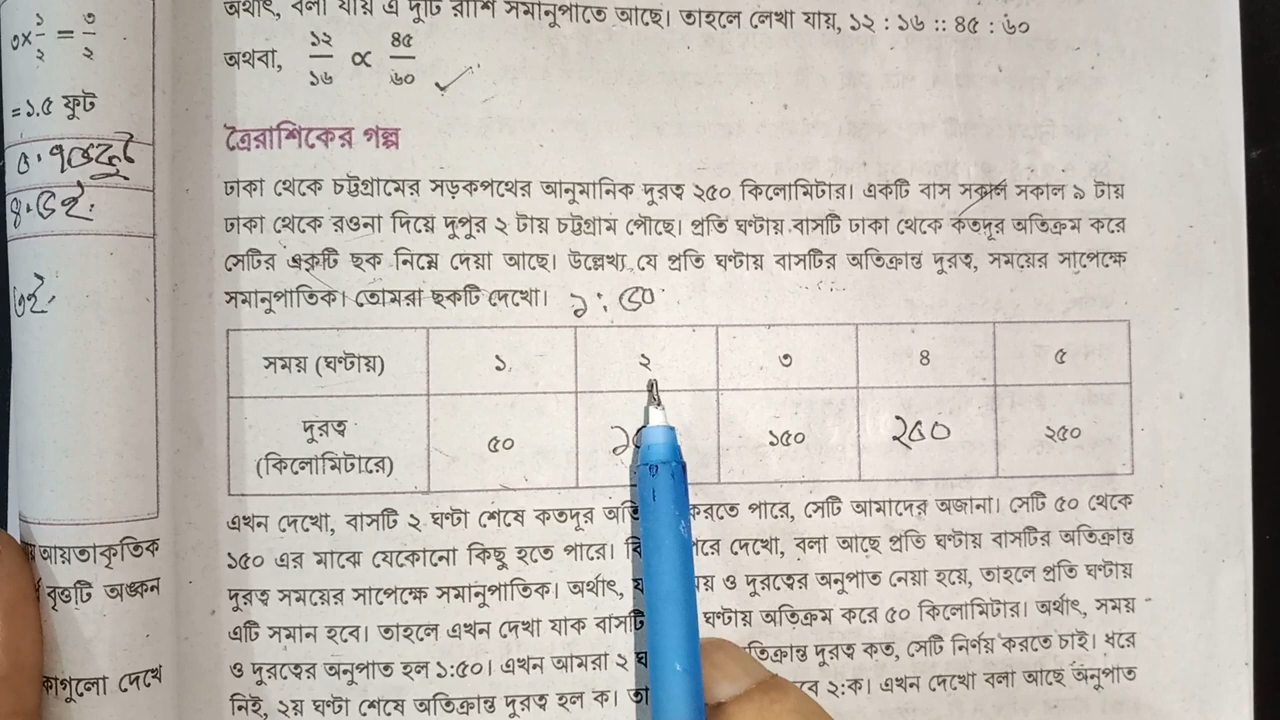 অর্থাৎ, বলা যায় এ দুটি রাশি সমানুপাতে আছে। তাহলে লেখা যায়, ১২ : ১৬ :: ৪৫ : ৬০
অথবা, ১২/১৬ ∝ ৪৫/৬০
৩×১/২ = ৩/২
=১.৫ ফুট
ত্রৈরাশিকের গল্প
ঢাকা থেকে চট্টগ্রামের সড়কপথের আনুমানিক দূরত্ব ২৫০ কিলোমিটার। একটি বাস সকাল সকাল ৯ টায়
ঢাকা থেকে রওনা দিয়ে দুপুর ২ টায় চট্টগ্রাম পৌছে। প্রতি ঘণ্টায় বাসটি ঢাকা থেকে কতদূর অতিক্রম করে
সেটির একটি ছক নিম্নে দেয়া আছে। উল্লেখ্য যে প্রতি ঘণ্টায় বাসটির অতিক্রান্ত দূরত্ব, সময়ের সাপেক্ষে
সমানুপাতিক। তোমরা ছকটি দেখো। ১:৫০
সময় (ঘণ্টায়) ১ ২ ৩ ৪ ৫
দূরত্ব (কিলোমিটারে) ৫০ ১৫০ ২০০ ২৫০
এখন দেখো, বাসটি ২ ঘণ্টা শেষে কতদূর করতে পারে, সেটি আমাদের অজানা। সেটি ৫০ থেকে
১৫০ এর মাঝে যেকোনো কিছু হতে পারে। দেখো, বলা আছে প্রতি ঘণ্টায় বাসটির অতিক্রান্ত
দূরত্ব সময়ের সাপেক্ষে সমানুপাতিক। অর্থাৎ, ও দূরত্বের অনুপাত নেয়া হয়ে, তাহলে প্রতি ঘণ্টায়
এটি সমান হবে। তাহলে এখন দেখা যাক বাসটি ঘণ্টায় অতিক্রম করে ৫০ কিলোমিটার। অর্থাৎ, সময়
ও দূরত্বের অনুপাত হল ১:৫০। এখন আমরা ২ দূরত্ব কত, সেটি নির্ণয় করতে চাই। ধরে
নিই, ২য় ঘণ্টা শেষে অতিক্রান্ত দূরত্ব হল ক। ২:ক। এখন দেখো বলা আছে অনুপাত
আয়তাকৃতিক
বৃত্তটি অঙ্কন
দেখে